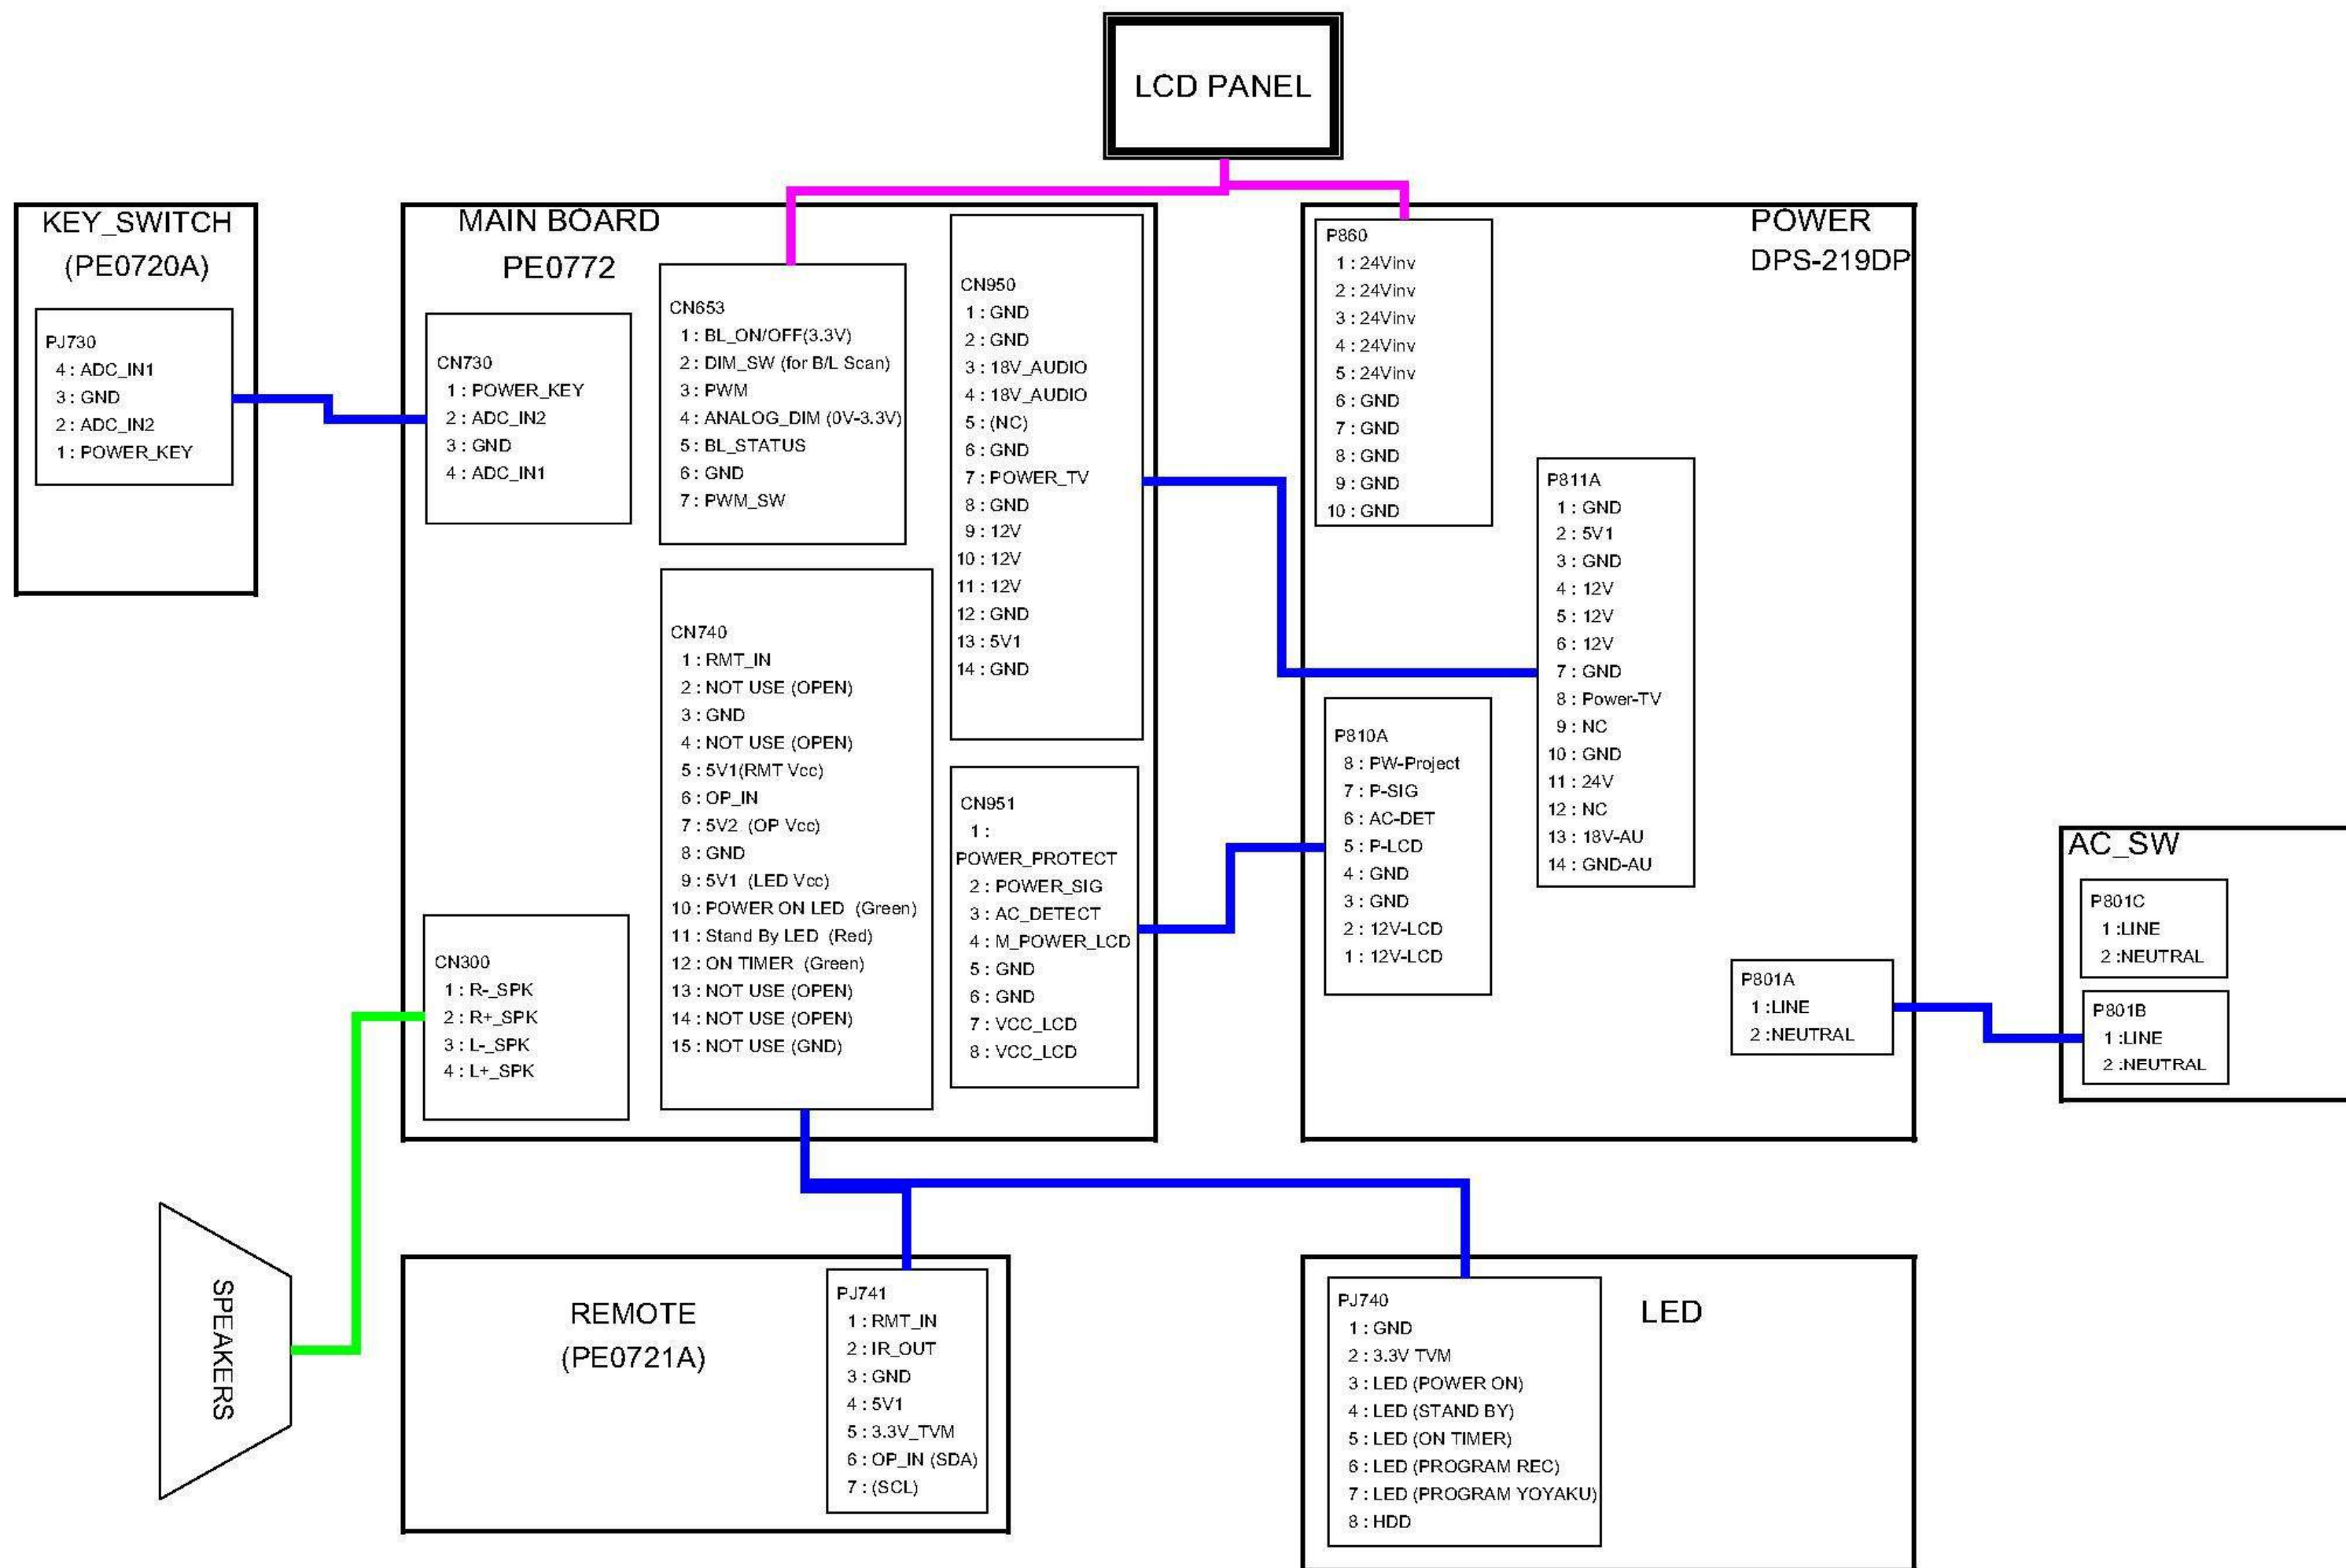 LCD PANEL
KEY_SWITCH
(PE0720A)
PJ730
4 : ADC_IN1
3 : GND
2 : ADC_IN2
1 : POWER_KEY
MAIN BOARD
PE0772
CN730
1 : POWER_KEY
2 : ADC_IN2
3 : GND
4 : ADC_IN1
CN653
1 : BL_ON/OFF(3.3V)
2 : DIM_SW (for B/L Scan)
3 : PWM
4 : ANALOG_DIM (0V-3.3V)
5 : BL_STATUS
6 : GND
7 : PWM_SW
CN950
1 : GND
2 : GND
3 : 18V_AUDIO
4 : 18V_AUDIO
5 : (NC)
6 : GND
7 : POWER_TV
8 : GND
9 : 12V
10 : 12V
11 : 12V
12 : GND
13 : 5V1
14 : GND
CN740
1 : RMT_IN
2 : NOT USE (OPEN)
3 : GND
4 : NOT USE (OPEN)
5 : 5V1(RMT Vcc)
6 : OP_IN
7 : 5V2 (OP Vcc)
8 : GND
9 : 5V1 (LED Vcc)
10 : POWER ON LED (Green)
11 : Stand By LED (Red)
12 : ON TIMER (Green)
13 : NOT USE (OPEN)
14 : NOT USE (OPEN)
15 : NOT USE (GND)
CN951
1 :
POWER_PROTECT
2 : POWER_SIG
3 : AC_DETECT
4 : M_POWER_LCD
5 : GND
6 : GND
7 : VCC_LCD
8 : VCC_LCD
CN300
1 : R-_SPK
2 : R+_SPK
3 : L-_SPK
4 : L+_SPK
POWER
DPS-219DP
P860
1 : 24Vinv
2 : 24Vinv
3 : 24Vinv
4 : 24Vinv
5 : 24Vinv
6 : GND
7 : GND
8 : GND
9 : GND
10 : GND
P811A
1 : GND
2 : 5V1
3 : GND
4 : 12V
5 : 12V
6 : 12V
7 : GND
8 : Power-TV
9 : NC
10 : GND
11 : 24V
12 : NC
13 : 18V-AU
14 : GND-AU
P810A
8 : PW-Project
7 : P-SIG
6 : AC-DET
5 : P-LCD
4 : GND
3 : GND
2 : 12V-LCD
1 : 12V-LCD
P801A
1 :LINE
2 :NEUTRAL
AC_SW
P801C
1 :LINE
2 :NEUTRAL
P801B
1 :LINE
2 :NEUTRAL
SPEAKERS
REMOTE
(PE0721A)
PJ741
1 : RMT_IN
2 : IR_OUT
3 : GND
4 : 5V1
5 : 3.3V_TVM
6 : OP_IN (SDA)
7 : (SCL)
LED
PJ740
1 : GND
2 : 3.3V TVM
3 : LED (POWER ON)
4 : LED (STAND BY)
5 : LED (ON TIMER)
6 : LED (PROGRAM REC)
7 : LED (PROGRAM YOYAKU)
8 : HDD